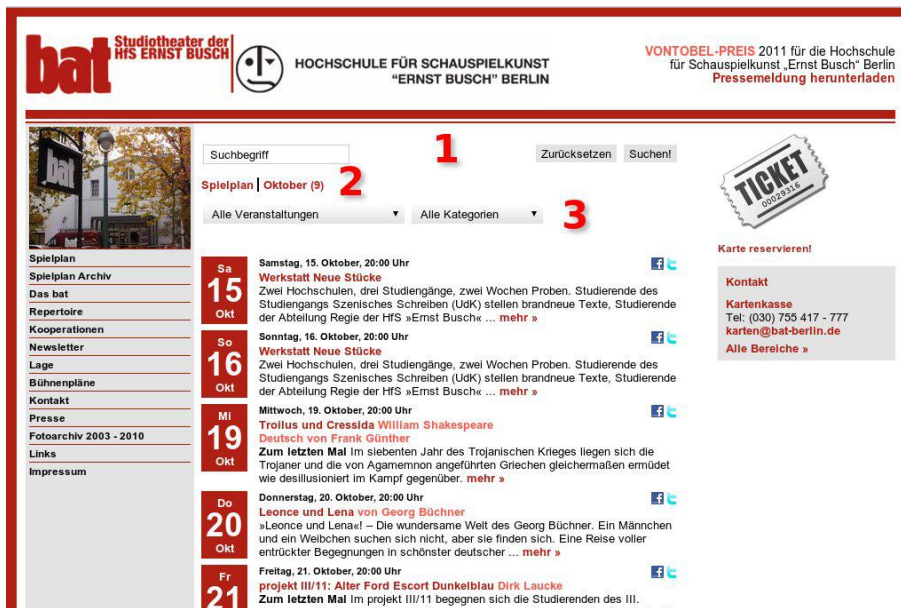 bat
Studiotheater der
HfS ERNST
BUSCH
HOCHSCHULE FÜR SCHAUSPIELKUNST
“ERNST BUSCH” BERLIN
VONTOBEL-PREIS 2011 für die Hochschule
für Schauspielkunst „Ernst Busch“ Berlin
Pressemeldung herunterladen
bat
Suchbegriff
1
Zurücksetzen
Suchen!
Spielplan
Oktober (9)
2
Alle Veranstaltungen
Alle Kategorien
3
Spielplan
Spielplan Archiv
Das bat
Repertoire
Kooperationen
Newsletter
Lage
Bühnenpläne
Kontakt
Presse
Fotoarchiv 2003 - 2010
Links
Impressum
Sa
15
Okt
Samstag, 15. Oktober, 20:00 Uhr
Werkstatt Neue Stücke
Zwei Hochschulen, drei Studiengänge, zwei Wochen Proben. Studierende des
Studiengangs Szenisches Schreiben (UdK) stellen brandneue Texte, Studierende
der Abteilung Regie der HfS »Ernst Busch« ... mehr »
So
16
Okt
Sonntag, 16. Oktober, 20:00 Uhr
Werkstatt Neue Stücke
Zwei Hochschulen, drei Studiengänge, zwei Wochen Proben. Studierende des
Studiengangs Szenisches Schreiben (UdK) stellen brandneue Texte, Studierende
der Abteilung Regie der HfS »Ernst Busch« ... mehr »
Mi
19
Okt
Mittwoch, 19. Oktober, 20:00 Uhr
Troilus und Cressida William Shakespeare
Deutsch von Frank Günther
Zum letzten Mal Im siebenten Jahr des Trojanischen Krieges liegen sich die
Trojaner und die von Agamemnon angeführten Griechen gleichermaßen ermüdet
wie desillusioniert im Kampf gegenüber. mehr »
Do
20
Okt
Donnerstag, 20. Oktober, 20:00 Uhr
Leonce und Lena von Georg Büchner
»Leonce und Lena«! – Die wundersame Welt des Georg Büchner. Ein Männchen
und ein Weibchen suchen sich nicht, aber sie finden sich. Eine Reise voller
entrückter Begegnungen in schönster deutscher ... mehr »
Fr
21
Freitag, 21. Oktober, 20:00 Uhr
projekt III/11: Alter Ford Escort Dunkelblau Dirk Laucke
Zum letzten Mal Im projekt III/11 begegnen sich die Studierenden des III.
TICKET
00029316
Karte reservieren!
Kontakt
Kartenkasse
Tel: (030) 755 417 - 777
karten@bat-berlin.de
Alle Bereiche »